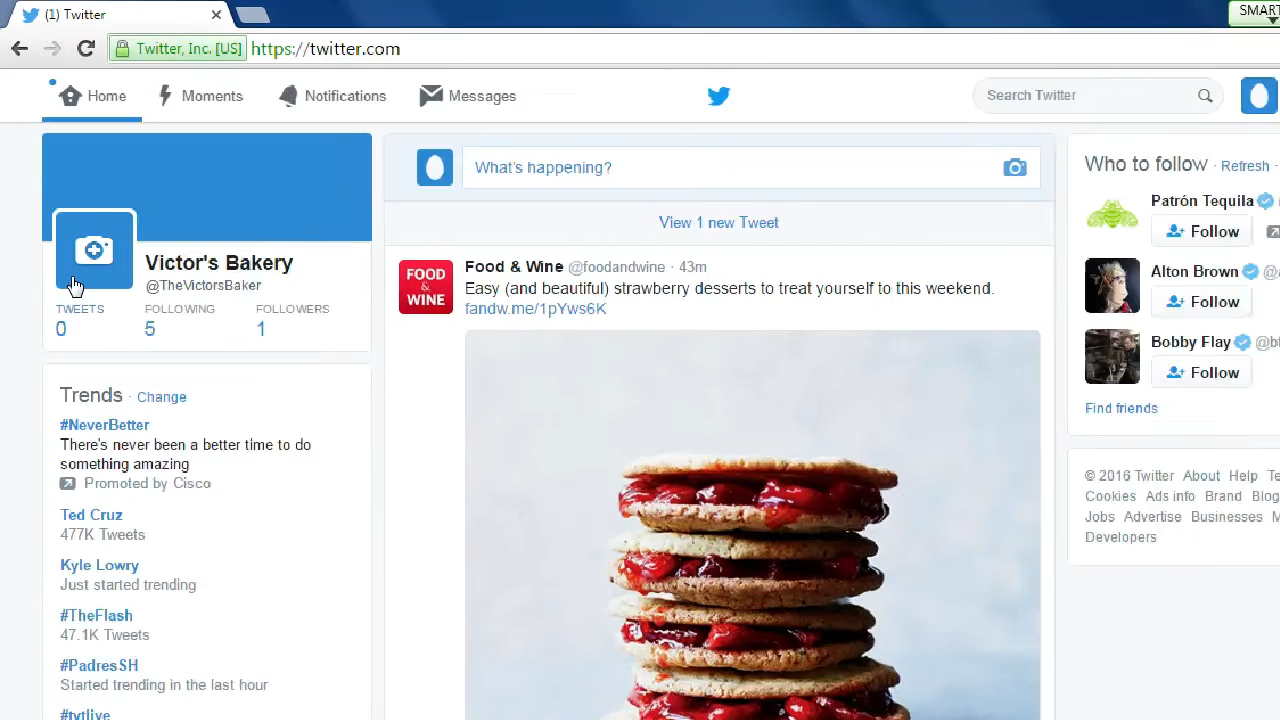 (1) Twitter
SMART
Twitter, Inc. [US] https://twitter.com
Home Moments Notifications Messages Search Twitter
Victor's Bakery
@TheVictorsBaker
TWEETS FOLLOWING FOLLOWERS
0 5 1
Trends · Change
#NeverBetter
There's never been a better time to do
something amazing
Promoted by Cisco
Ted Cruz
477K Tweets
Kyle Lowry
Just started trending
#TheFlash
47.1K Tweets
#PadresSH
Started trending in the last hour
#tytlive
What's happening?
View 1 new Tweet
FOOD
&
WINE
Food & Wine @foodandwine · 43m
Easy (and beautiful) strawberry desserts to treat yourself to this weekend.
fandw.me/1pYws6K
Who to follow · Refresh ·
Patrón Tequila
Follow
Alton Brown
Follow
Bobby Flay
Follow
Find friends
© 2016 Twitter About Help
Cookies Ads info Brand Blog
Jobs Advertise Businesses
Developers